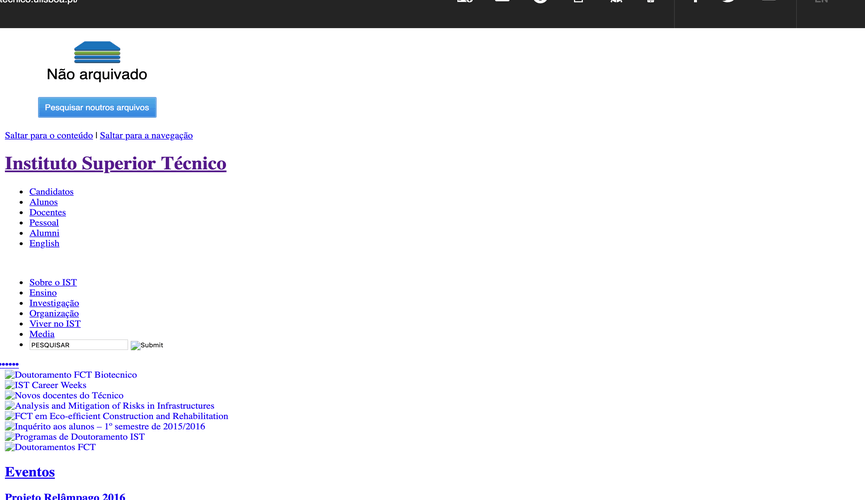 tecnico.ulisboa.pt/
EN
Não arquivado
Pesquisar noutros arquivos
Saltar para o conteúdo | Saltar para a navegação
Instituto Superior Técnico
Candidatos
Alunos
Docentes
Pessoal
Alumni
English
Sobre o IST
Ensino
Investigação
Organização
Viver no IST
Media
PESQUISAR Submit
Doutoramento FCT Biotecnico
IST Career Weeks
Novos docentes do Técnico
Analysis and Mitigation of Risks in Infrastructures
FCT em Eco-efficient Construction and Rehabilitation
Inquérito aos alunos – 1º semestre de 2015/2016
Programas de Doutoramento IST
Doutoramentos FCT
Eventos
Projeto Relâmpago 2016